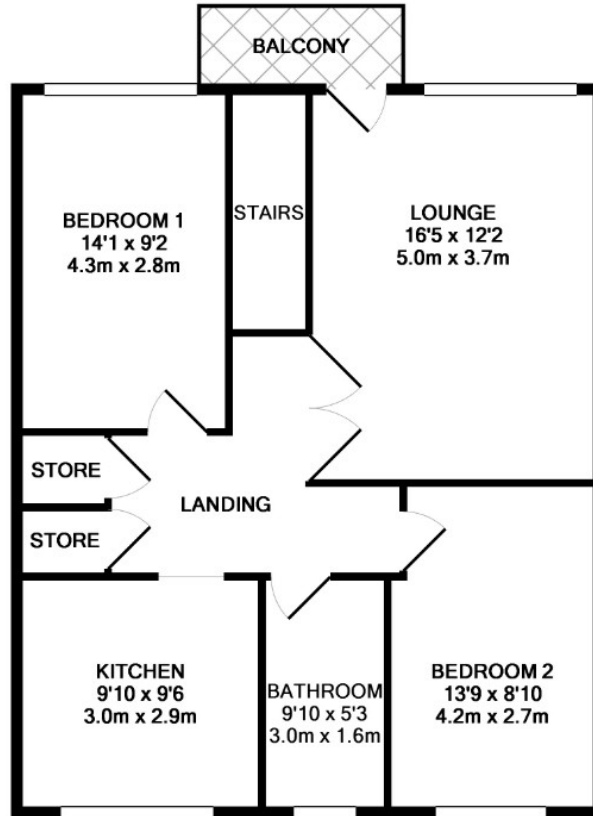 BALCONY
BEDROOM 1
14'1 x 9'2
4.3m x 2.8m
STAIRS
LOUNGE
16'5 x 12'2
5.0m x 3.7m
STORE
STORE
LANDING
KITCHEN
9'10 x 9'6
3.0m x 2.9m
BATHROOM
9'10 x 5'3
3.0m x 1.6m
BEDROOM 2
13'9 x 8'10
4.2m x 2.7m